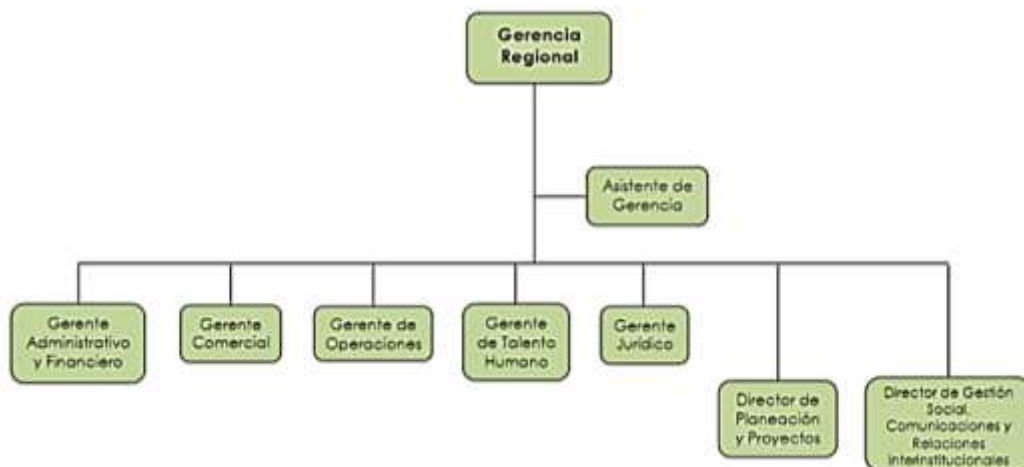 Gerencia
Regional
Asistente de
Gerencia
Gerente
Administrativo
y Financiero
Gerente
Comercial
Gerente de
Operaciones
Gerente
de Talento
Humano
Gerente
Jurídico
Director de
Planeación
y Proyectos
Director de Gestión
Social,
Comunicaciones y
Relaciones
Interinstitucionales